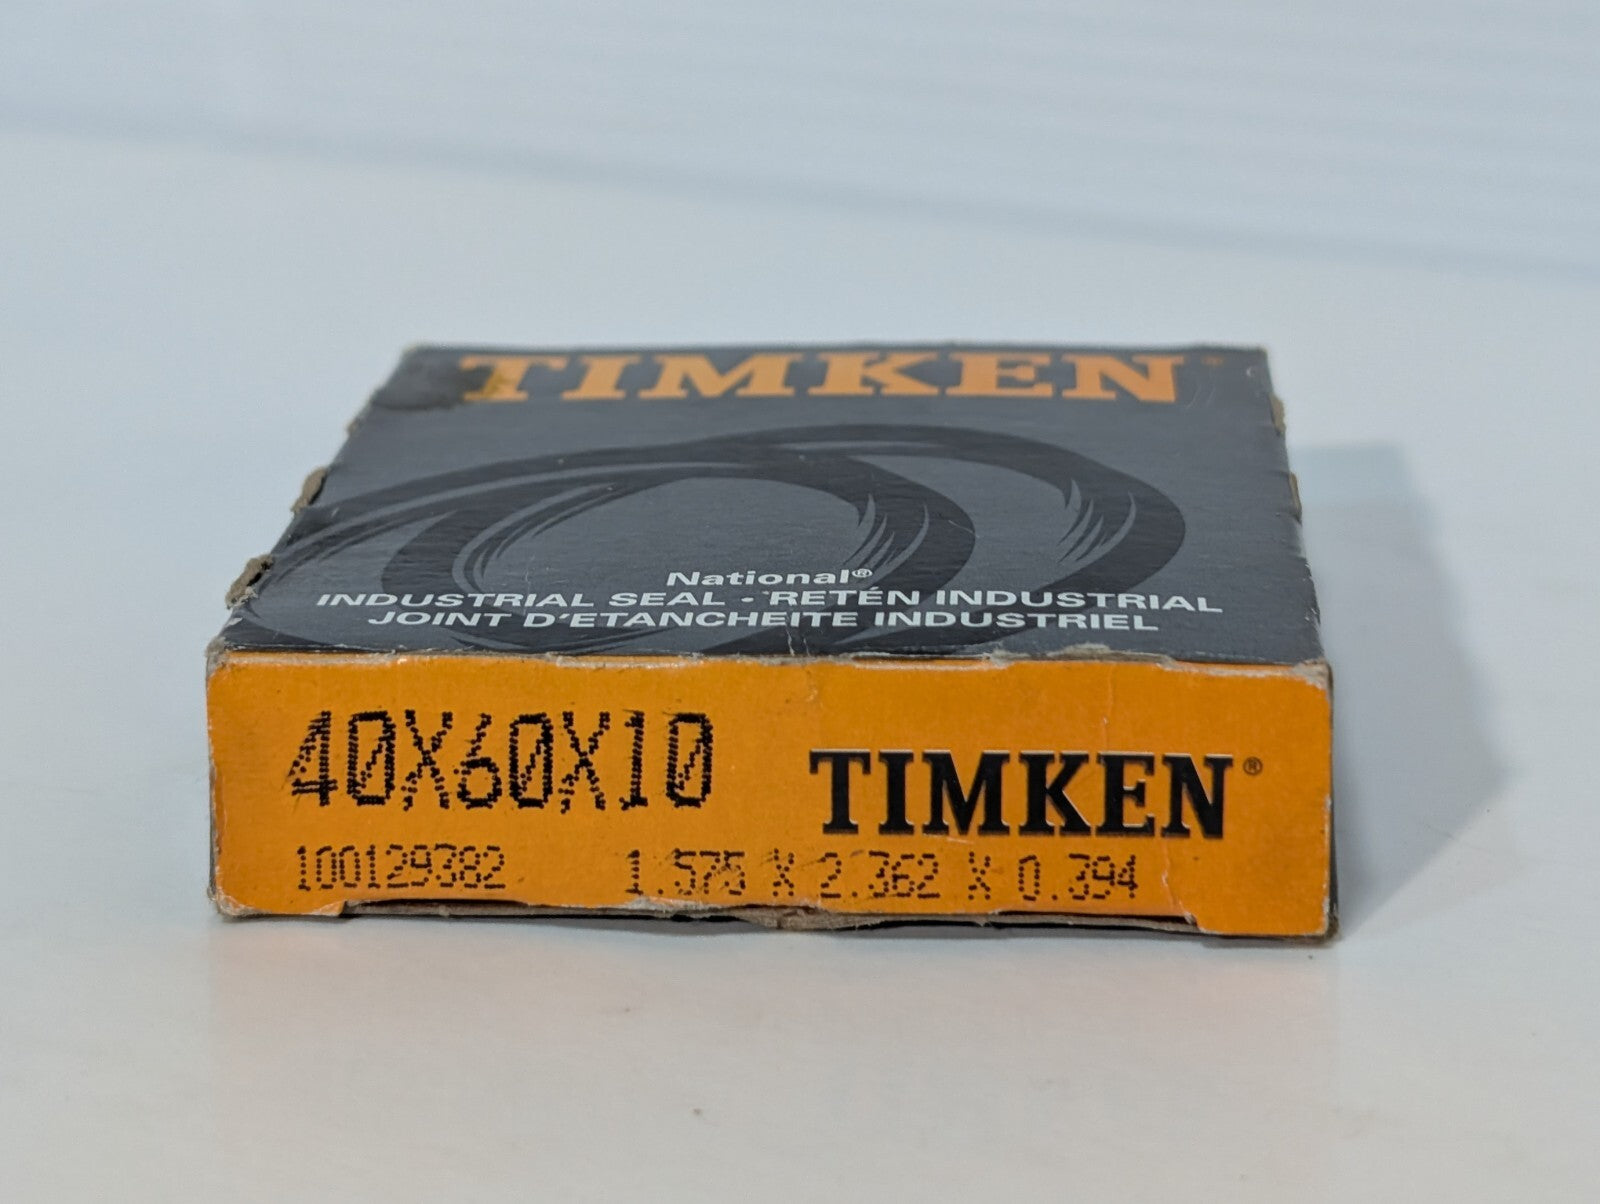 TIMKEN
National®
INDUSTRIAL SEAL · RETÉN INDUSTRIAL
JOINT D'ETANCHEITE INDUSTRIEL
40X60X10
TIMKEN®
100129382 1.575 X 2.362 X 0.394